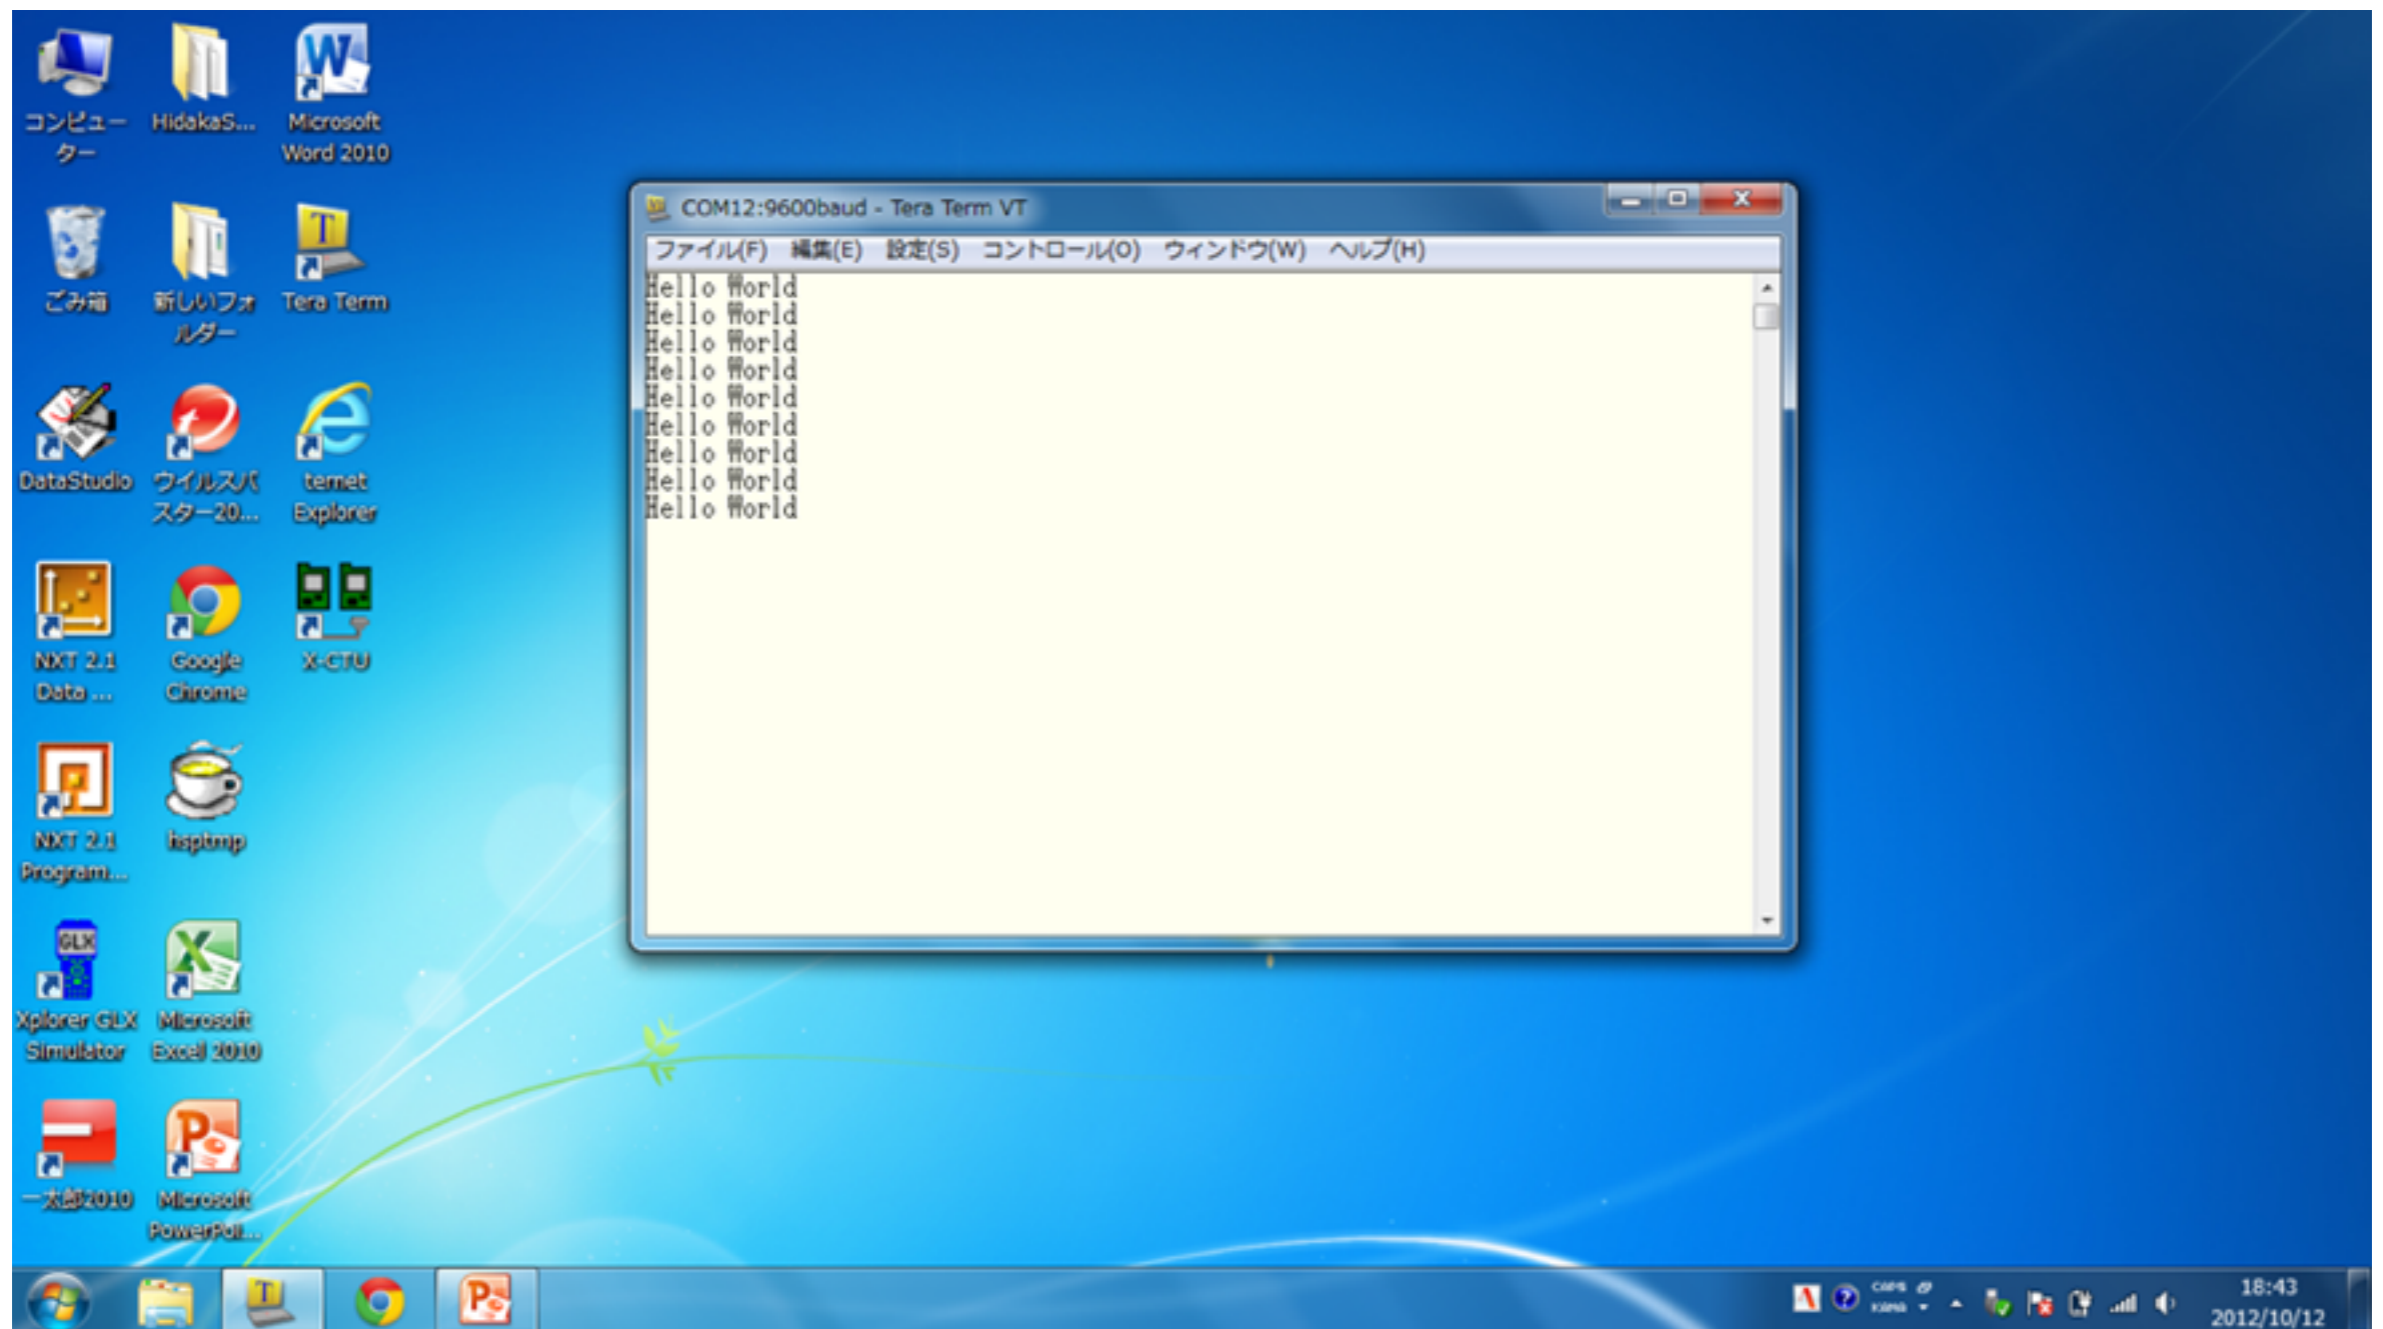 コンピュー
ター
HidakaS...
Microsoft
Word 2010
ごみ箱
新しいフォ
ルダー
Tera Term
DataStudio
ウイルスバ
スター20...
ternet
Explorer
NXT 2.1
Data ...
Google
Chrome
X-CTU
NXT 2.1
Program...
hsptmp
GLX
Xplorer GLX
Simulator
Microsoft
Excel 2010
一太郎2010
Microsoft
PowerPoi...
COM12:9600baud - Tera Term VT
ファイル(F) 編集(E) 設定(S) コントロール(O) ウィンドウ(W) ヘルプ(H)
Hello World
Hello World
Hello World
Hello World
Hello World
Hello World
Hello World
Hello World
Hello World
CAPS
KANA
18:43
2012/10/12